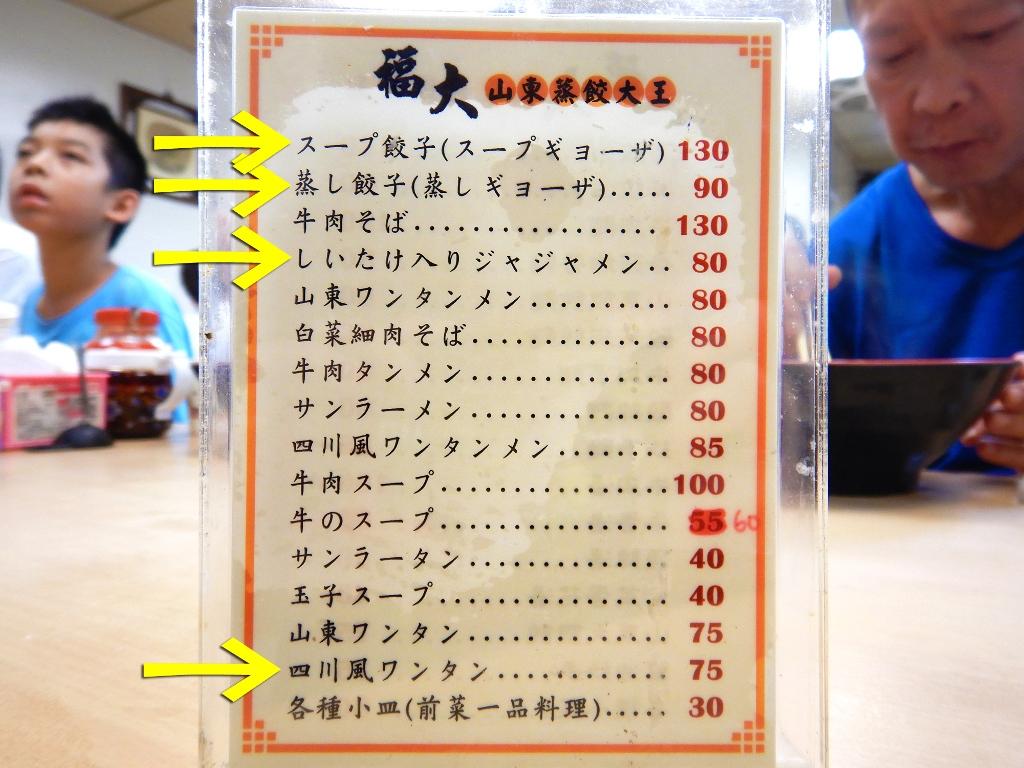 福大 山東蒸餃大王
スープ餃子(スープギョーザ) 130
蒸し餃子(蒸しギョーザ)..... 90
牛肉そば................. 130
しいたけ入りジャジャメン.. 80
山東ワンタンメン.......... 80
白菜細肉そば.............. 80
牛肉タンメン.............. 80
サンラーメン.............. 80
四川風ワンタンメン........ 85
牛肉スープ................ 100
牛のスープ................ 55 60
サンラータン.............. 40
玉子スープ................ 40
山東ワンタン.............. 75
四川風ワンタン............ 75
各種小皿(前菜一品料理)..... 30